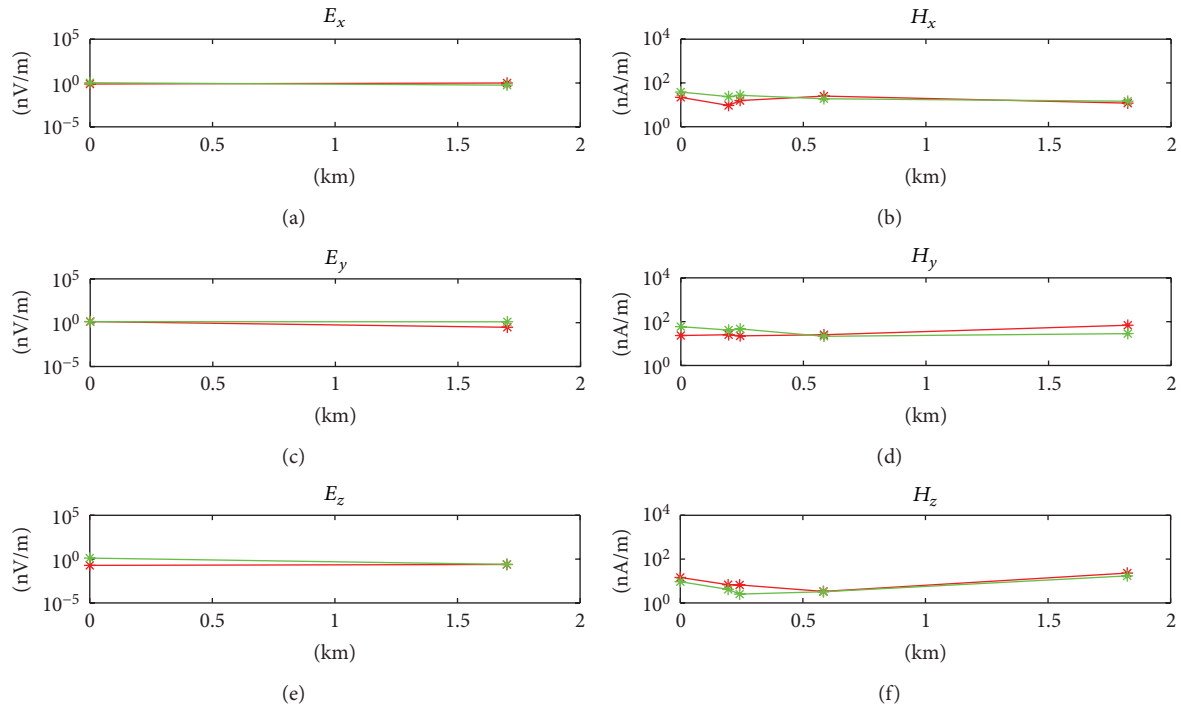 E_x
10^5
10^0
10^−5
(nV/m)
0 0.5 1 1.5 2
(km)
(a)
H_x
10^4
10^2
10^0
(nA/m)
0 0.5 1 1.5 2
(km)
(b)
E_y
10^5
10^0
10^−5
(nV/m)
0 0.5 1 1.5 2
(km)
(c)
H_y
10^4
10^2
10^0
(nA/m)
0 0.5 1 1.5 2
(km)
(d)
E_z
10^5
10^0
10^−5
(nV/m)
0 0.5 1 1.5 2
(km)
(e)
H_z
10^4
10^2
10^0
(nA/m)
0 0.5 1 1.5 2
(km)
(f)